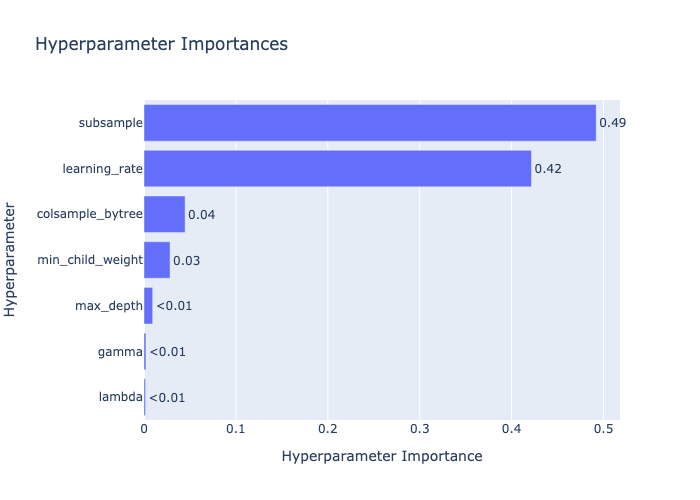 Hyperparameter Importances
Hyperparameter
subsample 0.49
learning_rate 0.42
colsample_bytree 0.04
min_child_weight 0.03
max_depth <0.01
gamma <0.01
lambda <0.01
0 0.1 0.2 0.3 0.4 0.5
Hyperparameter Importance